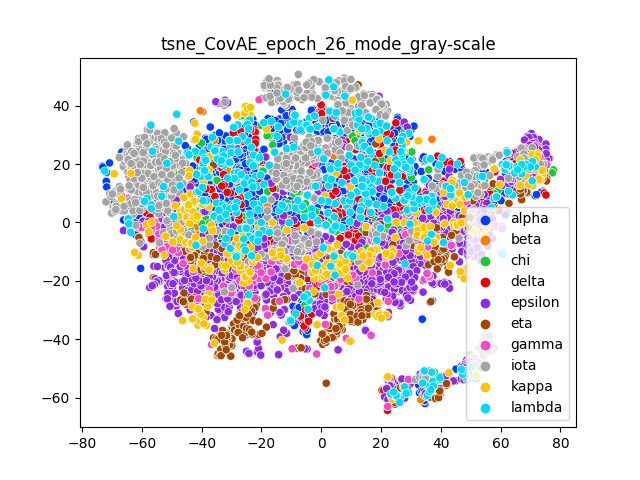 tsne_CovAE_epoch_26_mode_gray-scale
40
20
0
−20
−40
−60
−80 −60 −40 −20 0 20 40 60 80
alpha
beta
chi
delta
epsilon
eta
gamma
iota
kappa
lambda